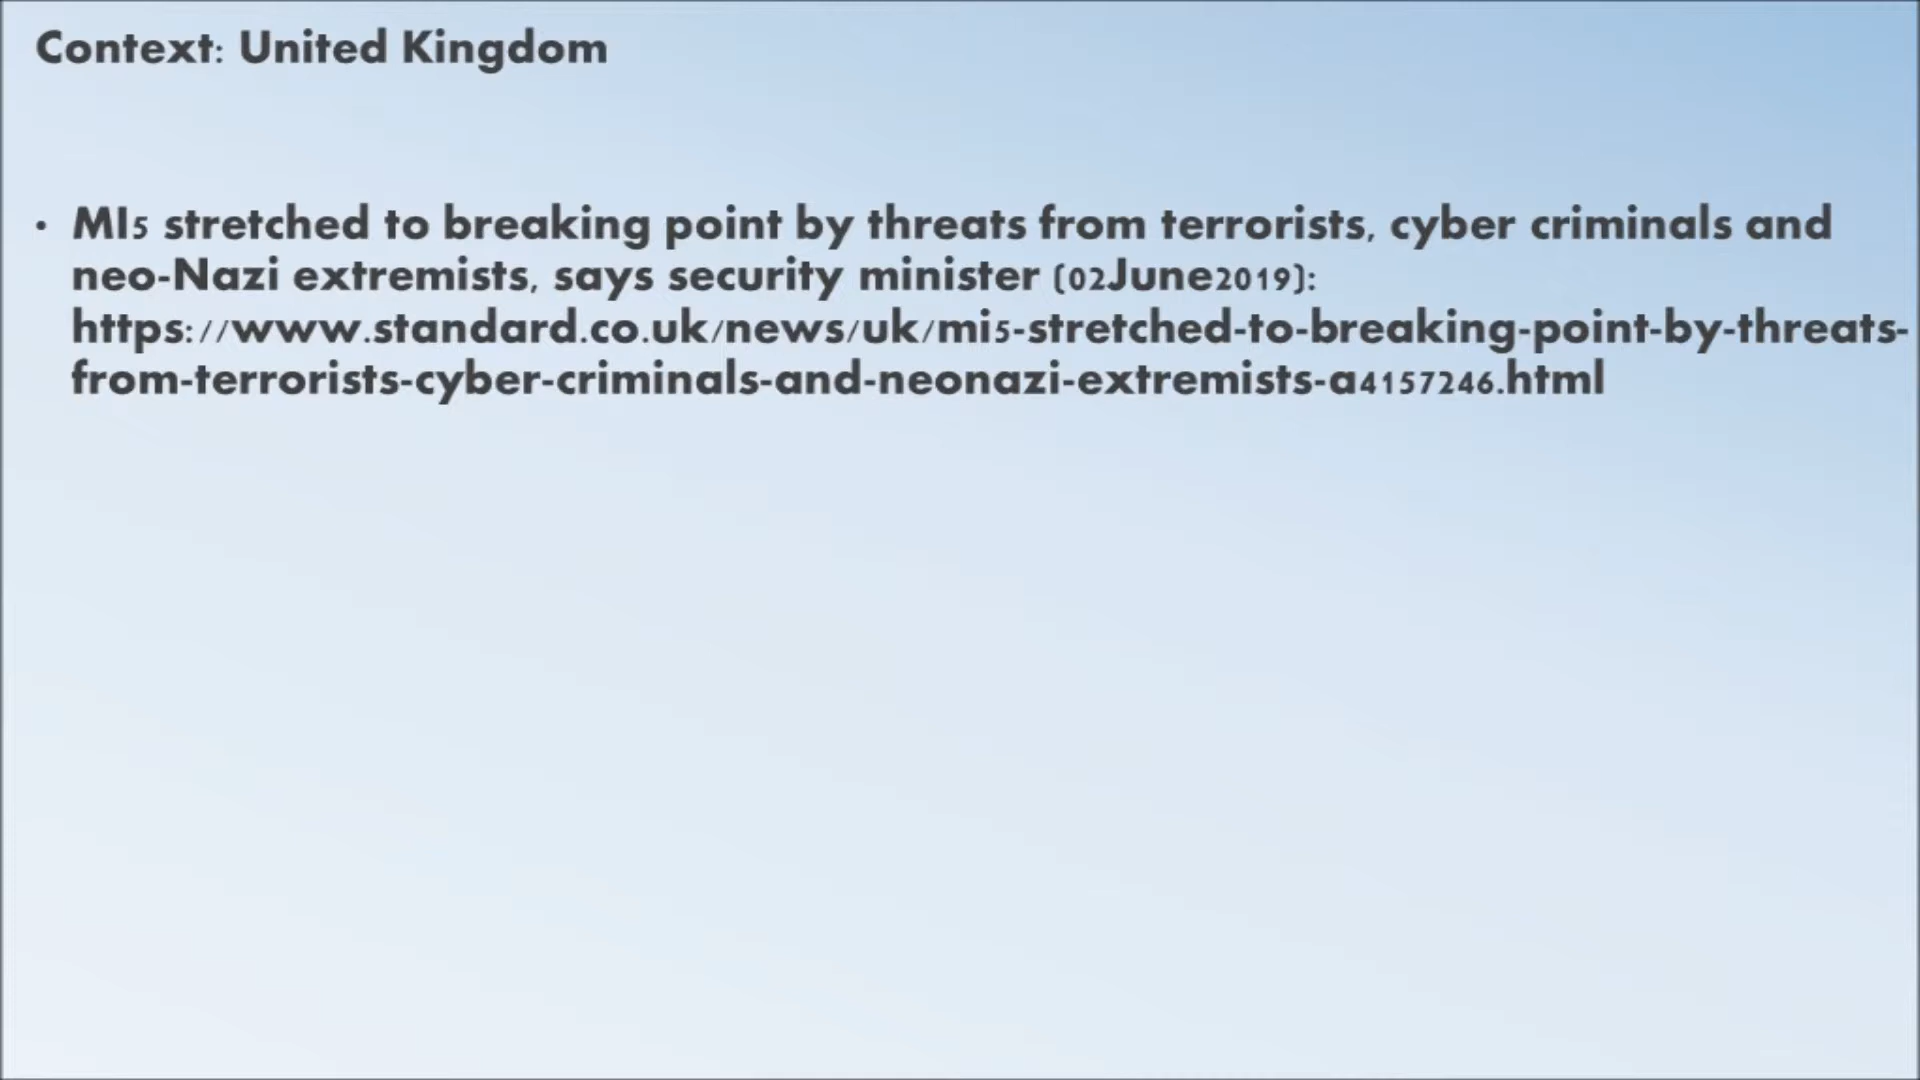 Context: United Kingdom
• MI5 stretched to breaking point by threats from terrorists, cyber criminals and
neo-Nazi extremists, says security minister (02June2019):
https://www.standard.co.uk/news/uk/mi5-stretched-to-breaking-point-by-threats-
from-terrorists-cyber-criminals-and-neonazi-extremists-a4157246.html